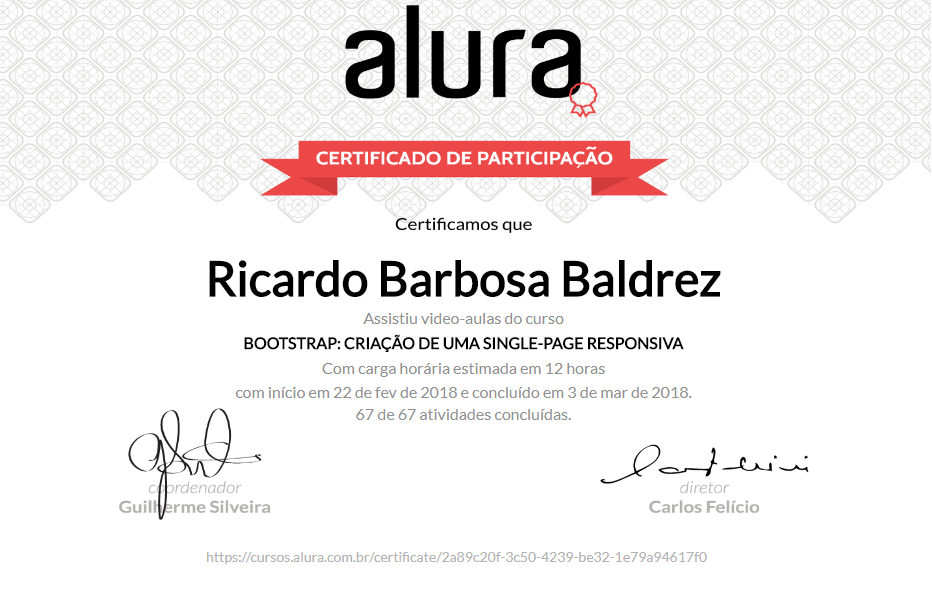 alura
CERTIFICADO DE PARTICIPAÇÃO
Certificamos que
Ricardo Barbosa Baldrez
Assistiu video-aulas do curso
BOOTSTRAP: CRIAÇÃO DE UMA SINGLE-PAGE RESPONSIVA
Com carga horária estimada em 12 horas
com início em 22 de fev de 2018 e concluído em 3 de mar de 2018.
67 de 67 atividades concluídas.
coordenador
Guilherme Silveira
diretor
Carlos Felício
https://cursos.alura.com.br/certificate/2a89c20f-3c50-4239-be32-1e79a94617f0